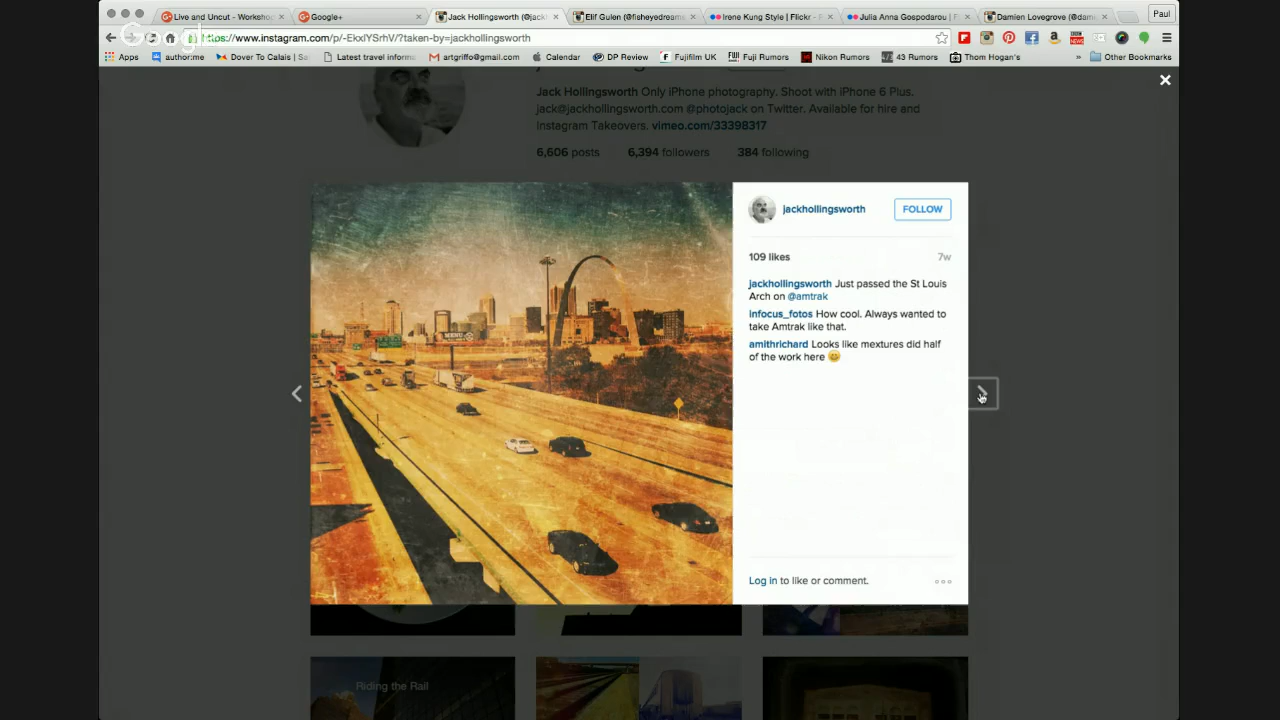 Live and Uncut - Worksho
Google+
Jack Hollingsworth (@jackh
Elif Gulen (@fisheyedream
Irene Kung Style | Flickr -
Julia Anna Gospodarou |
Damien Lovegrove (@dam
Paul
https://www.instagram.com/p/-EkxlYSrhV/?taken-by=jackhollingsworth
Apps
author:me
Dover To Calais | Sa
Latest travel informa
artgriffo@gmail.com
Calendar
DP Review
Fujifilm UK
Fuji Rumors
Nikon Rumors
43 Rumors
Thom Hogan's
»
Other Bookmarks
Jack Hollingsworth Only iPhone photography. Shoot with iPhone 6 Plus.
jack@jackhollingsworth.com @photojack on Twitter. Available for hire and
Instagram Takeovers. vimeo.com/33398317
6,606 posts 6,394 followers 384 following
jackhollingsworth
FOLLOW
109 likes
7w
jackhollingsworth Just passed the St Louis
Arch on @amtrak
infocus_fotos How cool. Always wanted to
take Amtrak like that.
amithrichard Looks like mextures did half
of the work here 😄
MENU
Log in to like or comment.
Riding the Rail